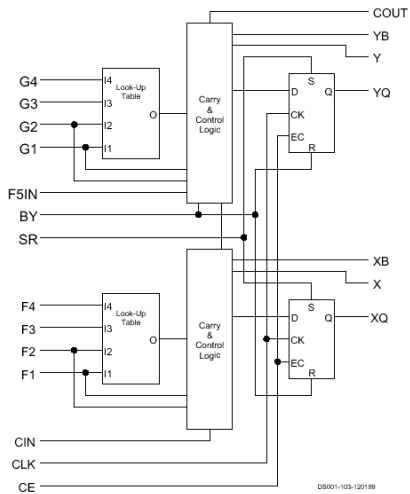 COUT
YB
Y
G4
I4
Look-Up
Table
S
G3
I3
Carry
&
Control
Logic
D
Q
YQ
O
G2
I2
CK
G1
I1
EC
R
F5IN
BY
SR
XB
X
F4
I4
Look-Up
Table
S
F3
I3
Carry
&
Control
Logic
D
Q
XQ
O
F2
I2
CK
F1
I1
EC
R
CIN
CLK
CE
DS001-103-120199